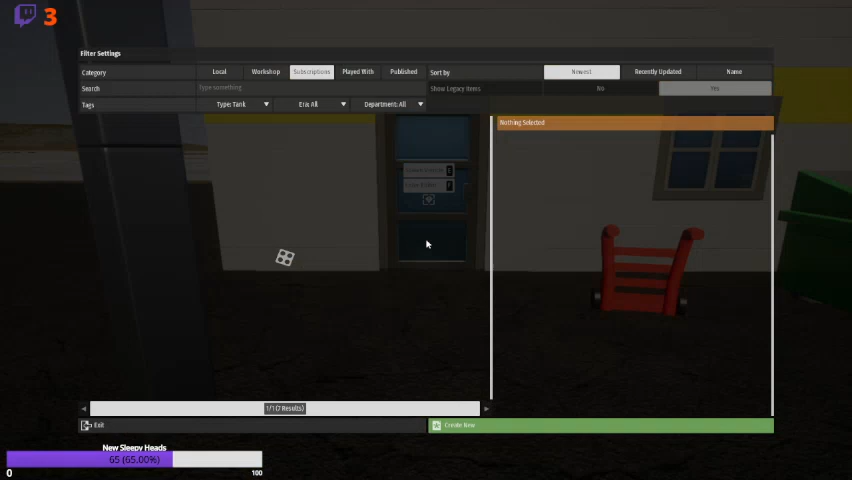 3
Filter Settings
Category Local Workshop Subscriptions Played With Published Sort by Newest Recently Updated Name
Search Type something Show Legacy Items No Yes
Tags Type: Tank Era: All Department: All
Nothing Selected
E
F
1/1 (7 Results)
Exit Create New
New Sleepy Heads
65 (65.00%)
0 100